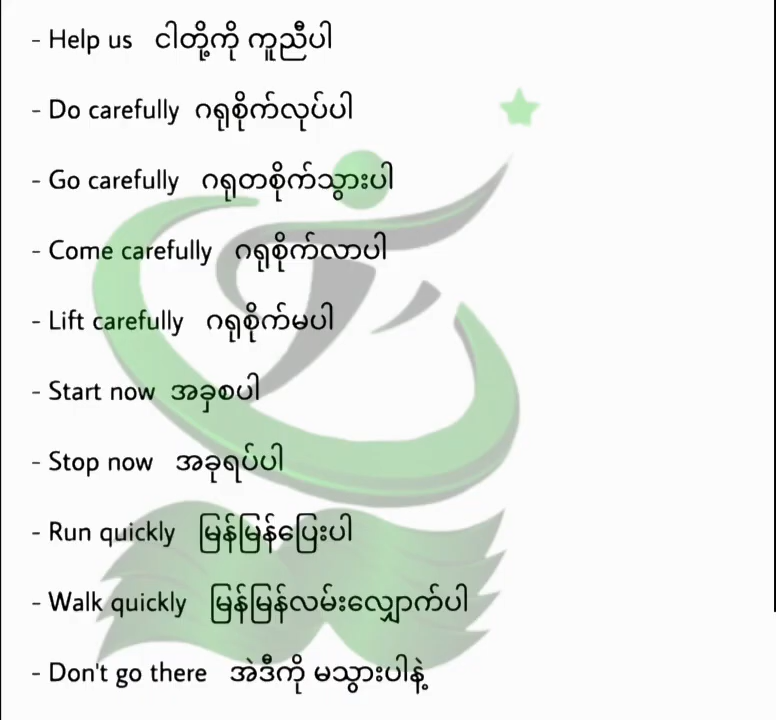 - Help us ငါတို့ကို ကူညီပါ
- Do carefully ဂရုစိုက်လုပ်ပါ
- Go carefully ဂရုတစိုက်သွားပါ
- Come carefully ဂရုစိုက်လာပါ
- Lift carefully ဂရုစိုက်မပါ
- Start now အခုစပါ
- Stop now အခုရပ်ပါ
- Run quickly မြန်မြန်ပြေးပါ
- Walk quickly မြန်မြန်လမ်းလျှောက်ပါ
- Don't go there အဲဒီကို မသွားပါနဲ့